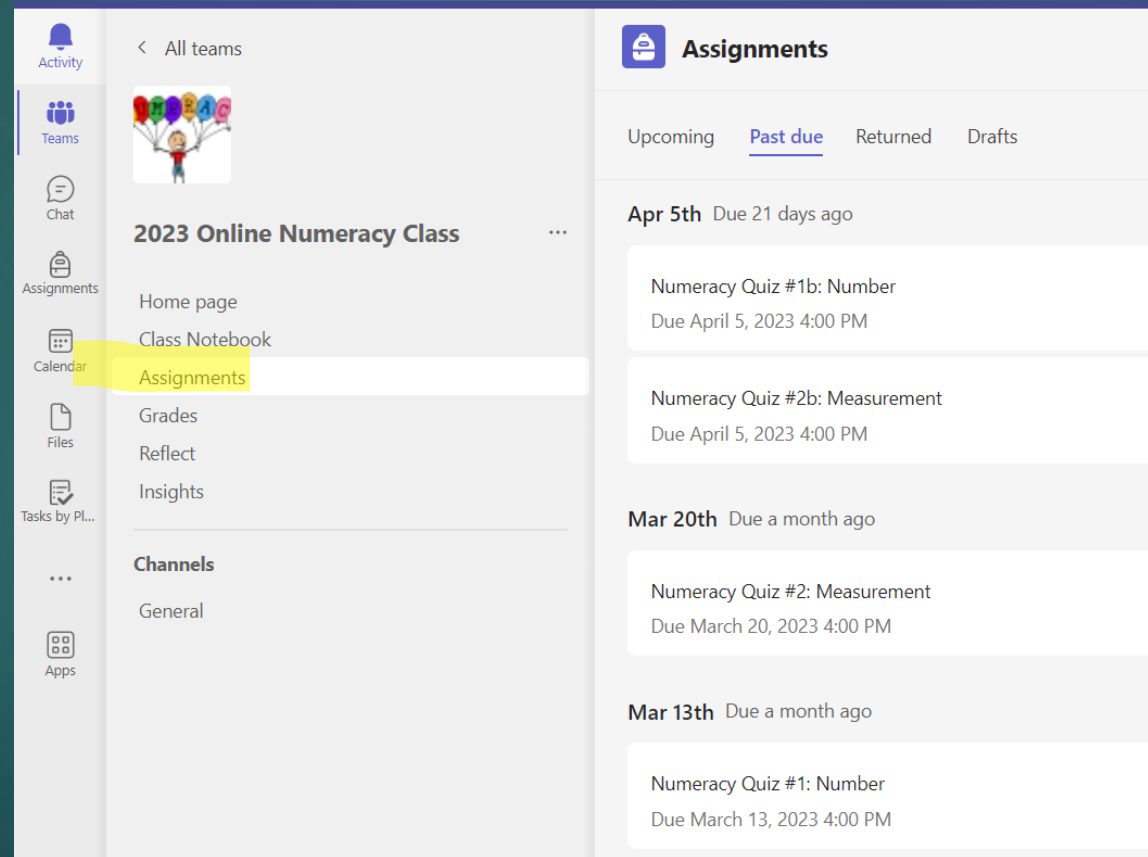 Activity
Teams
Chat
Assignments
Calendar
Files
Tasks by Pl...
Apps
All teams
2023 Online Numeracy Class
Home page
Class Notebook
Assignments
Grades
Reflect
Insights
Channels
General
Assignments
Upcoming Past due Returned Drafts
Apr 5th Due 21 days ago
Numeracy Quiz #1b: Number
Due April 5, 2023 4:00 PM
Numeracy Quiz #2b: Measurement
Due April 5, 2023 4:00 PM
Mar 20th Due a month ago
Numeracy Quiz #2: Measurement
Due March 20, 2023 4:00 PM
Mar 13th Due a month ago
Numeracy Quiz #1: Number
Due March 13, 2023 4:00 PM